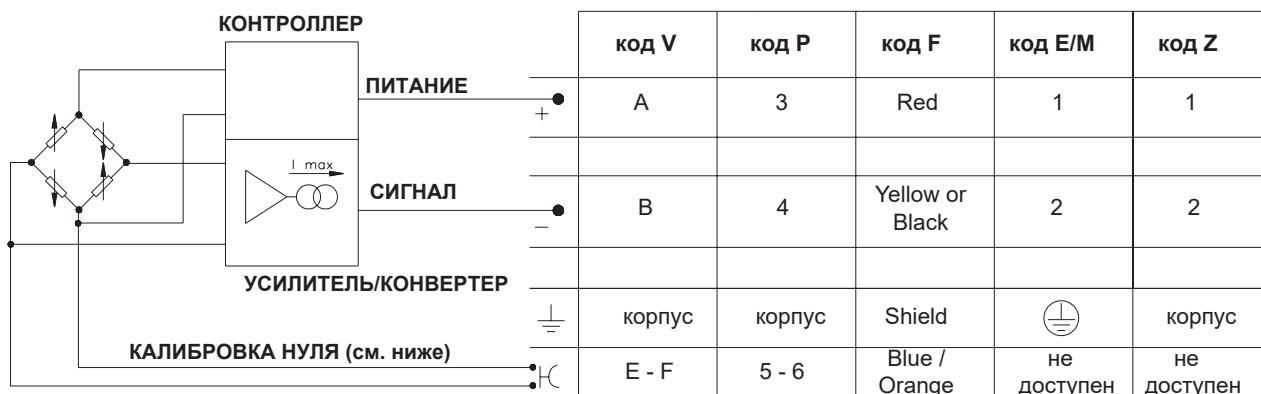 КОНТРОЛЛЕР
код V код P код F код E/M код Z
ПИТАНИЕ
+ A 3 Red 1 1
I max
СИГНАЛ
− B 4 Yellow or Black 2 2
УСИЛИТЕЛЬ/КОНВЕРТЕР
корпус корпус Shield корпус
КАЛИБРОВКА НУЛЯ (см. ниже)
E - F 5 - 6 Blue / Orange не доступен не доступен